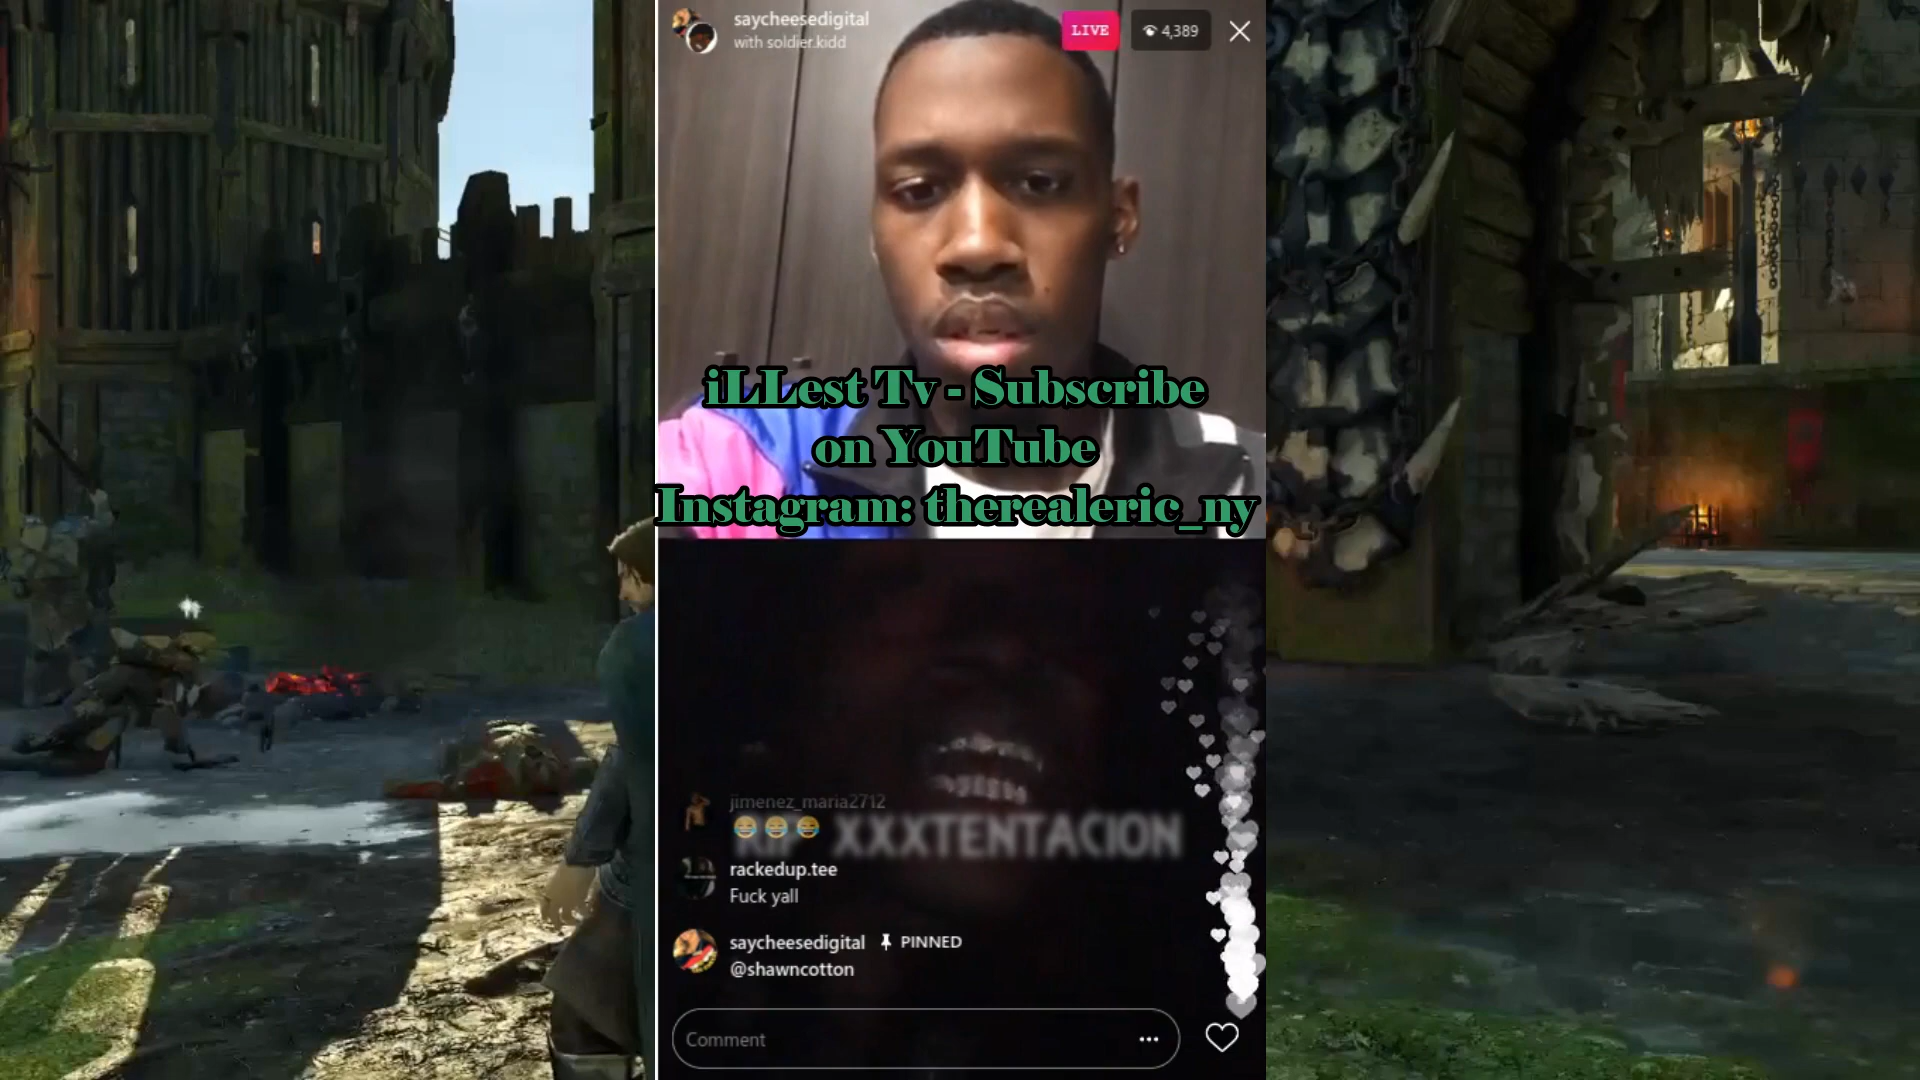 saycheesedigital
with soldier.kidd
LIVE
4,389
iLLest Tv - Subscribe
on YouTube
Instagram: therealeric_ny
jimenez_maria2712
😂😂😂
RIP XXXTENTACION
rackedup.tee
Fuck yall
saycheesedigital PINNED
@shawncotton
Comment